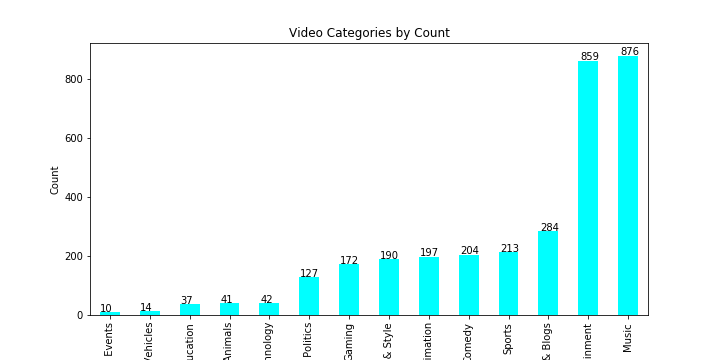 Video Categories by Count
876
859
800
600
Count
400
284
213
204
197
190
200
172
127
42
41
37
14
10
0
Events
Vehicles
ucation
Animals
hnology
Politics
Gaming
& Style
imation
Comedy
Sports
& Blogs
inment
Music